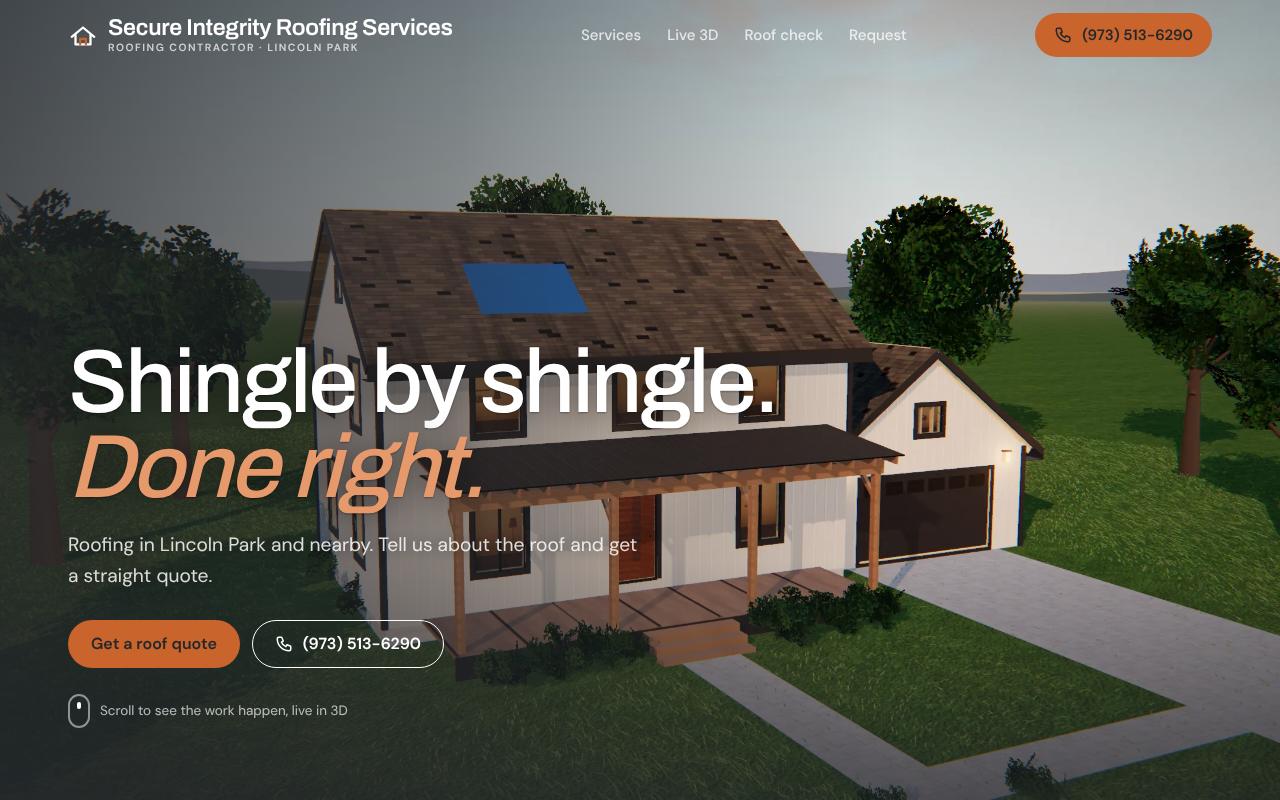 Secure Integrity Roofing Services
ROOFING CONTRACTOR · LINCOLN PARK
Services
Live 3D
Roof check
Request
(973) 513-6290
Shingle by shingle.
Done right.
Roofing in Lincoln Park and nearby. Tell us about the roof and get
a straight quote.
Get a roof quote
(973) 513-6290
Scroll to see the work happen, live in 3D